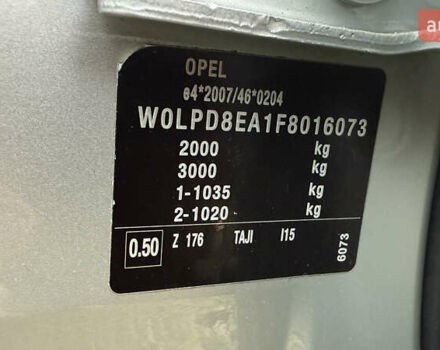 OPEL
e4*2007/46*0204
W0LPD8EA1F8016073
2000 kg
3000 kg
1-1035 kg
2-1020 kg
0.50 Z 176 TAJI I15
6073